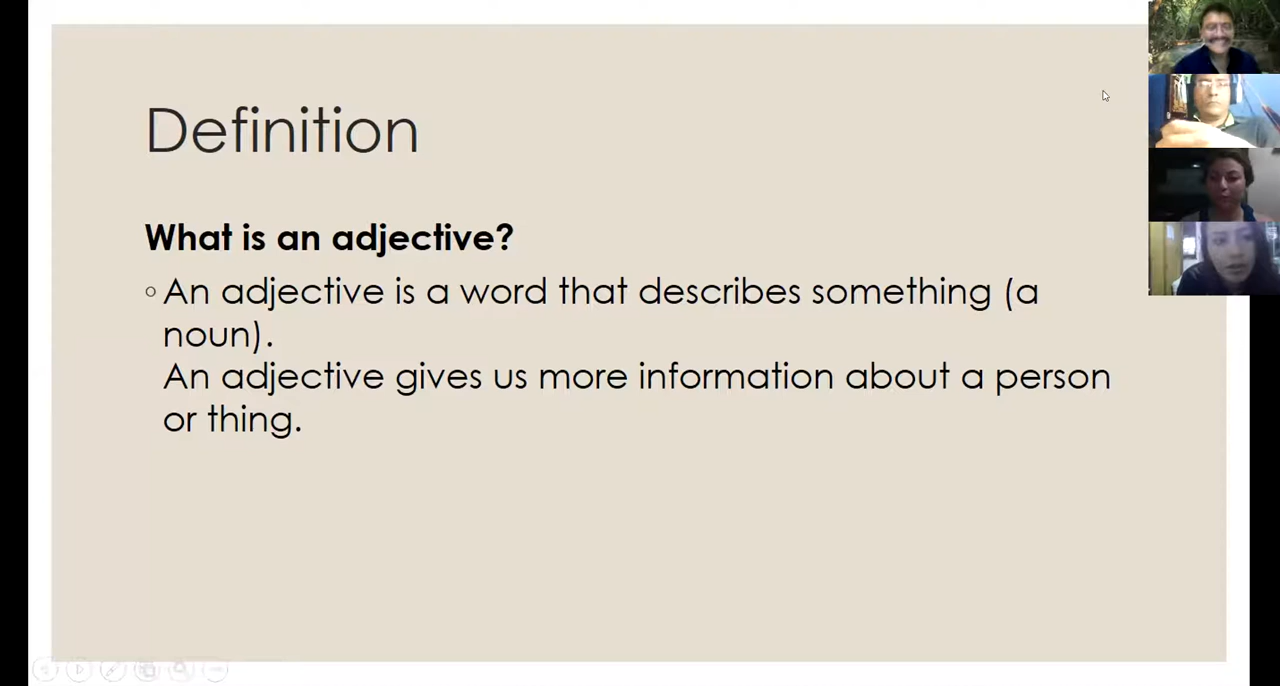 Definition
What is an adjective?
An adjective is a word that describes something (a
noun).
An adjective gives us more information about a person
or thing.